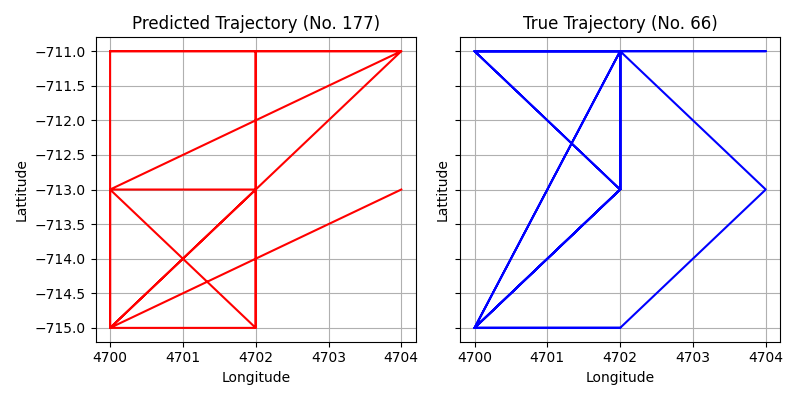 Predicted Trajectory (No. 177)
True Trajectory (No. 66)
−711.0
−711.5
−712.0
−712.5
−713.0
−713.5
−714.0
−714.5
−715.0
Lattitude
Lattitude
4700 4701 4702 4703 4704
4700 4701 4702 4703 4704
Longitude
Longitude